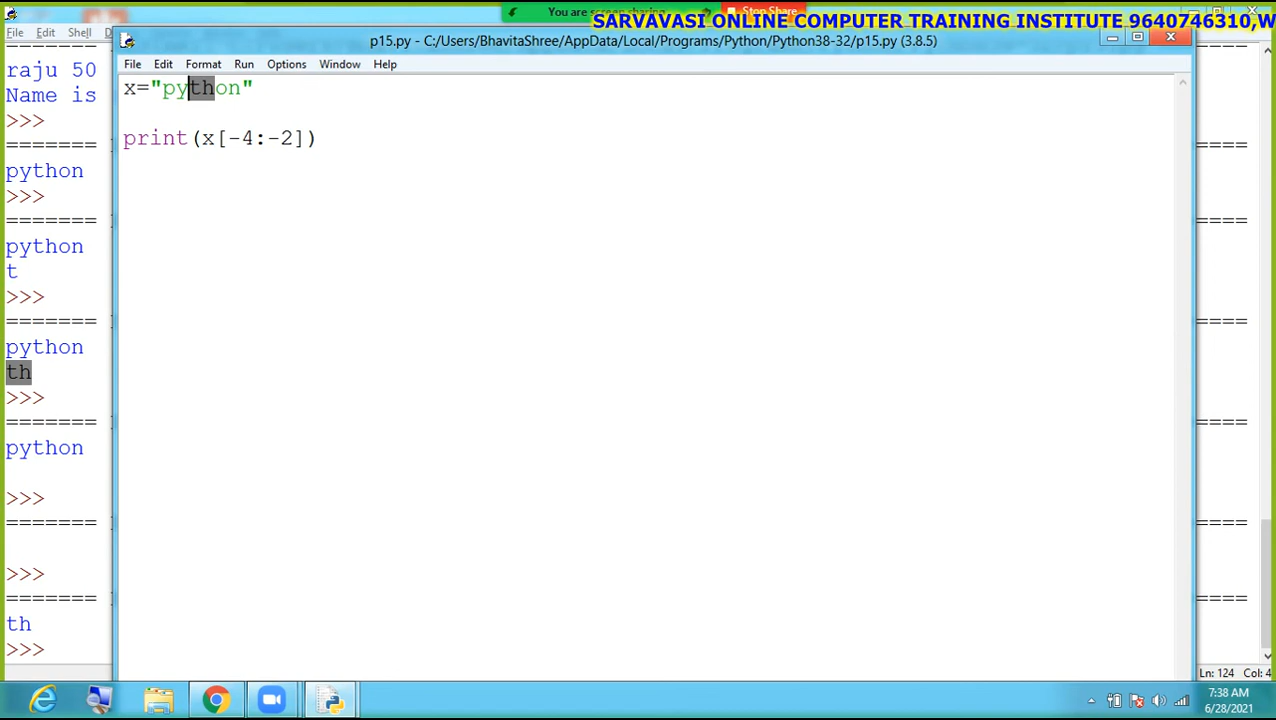 You are screen sharing
Stop Share
SARVAVASI ONLINE COMPUTER TRAINING INSTITUTE 9640746310,W
p15.py - C:/Users/BhavitaShree/AppData/Local/Programs/Python/Python38-32/p15.py (3.8.5)
File Edit Shell D
File Edit Format Run Options Window Help
x="python"
print(x[-4:-2])
=======
raju 50
Name is
>>>
=======
python
>>>
=======
python
t
>>>
=======
python
th
>>>
=======
python
>>>
=======
>>>
=======
th
>>>
Ln: 124 Col: 4
7:38 AM
6/28/2021